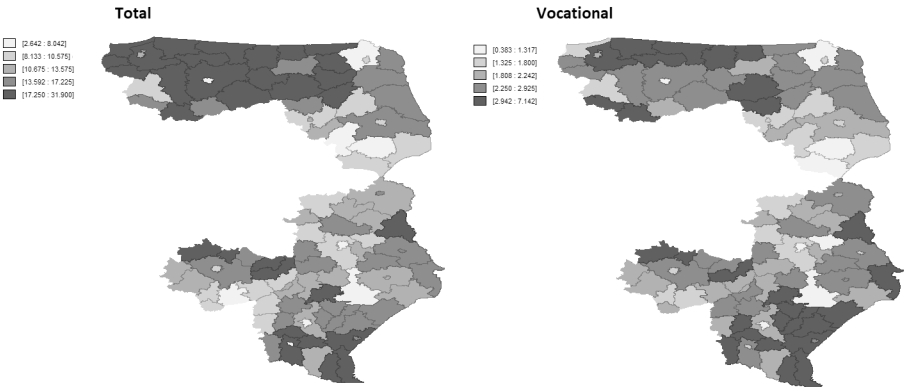 Total
[2.642 : 8.042]
[8.133 : 10.575]
[10.675 : 13.575]
[13.592 : 17.225]
[17.250 : 31.900]
Vocational
[0.383 : 1.317]
[1.325 : 1.800]
[1.808 : 2.242]
[2.250 : 2.925]
[2.942 : 7.142]